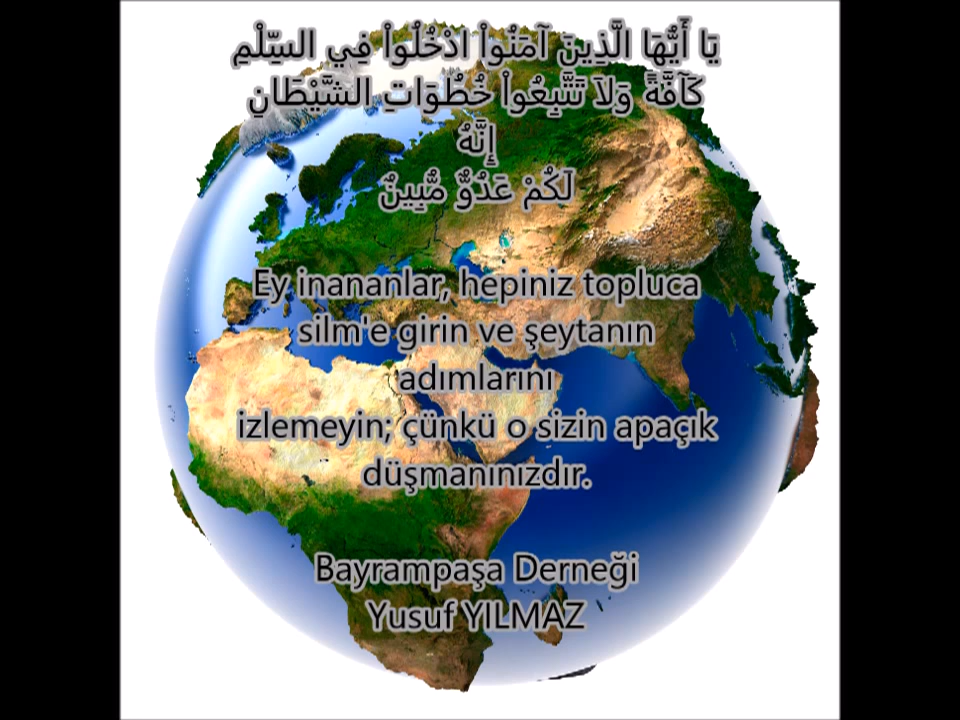 يَا أَيُّهَا الَّذِينَ آمَنُواْ ادْخُلُواْ فِي السِّلْمِ
كَآفَّةً وَلاَ تَتَّبِعُواْ خُطُوَاتِ الشَّيْطَانِ
إِنَّهُ
لَكُمْ عَدُوٌّ مُّبِينٌ
Ey inananlar, hepiniz topluca
silm'e girin ve şeytanın
adımlarını
izlemeyin; çünkü o sizin apaçık
düşmanınızdır.
Bayrampaşa Derneği
Yusuf YILMAZ